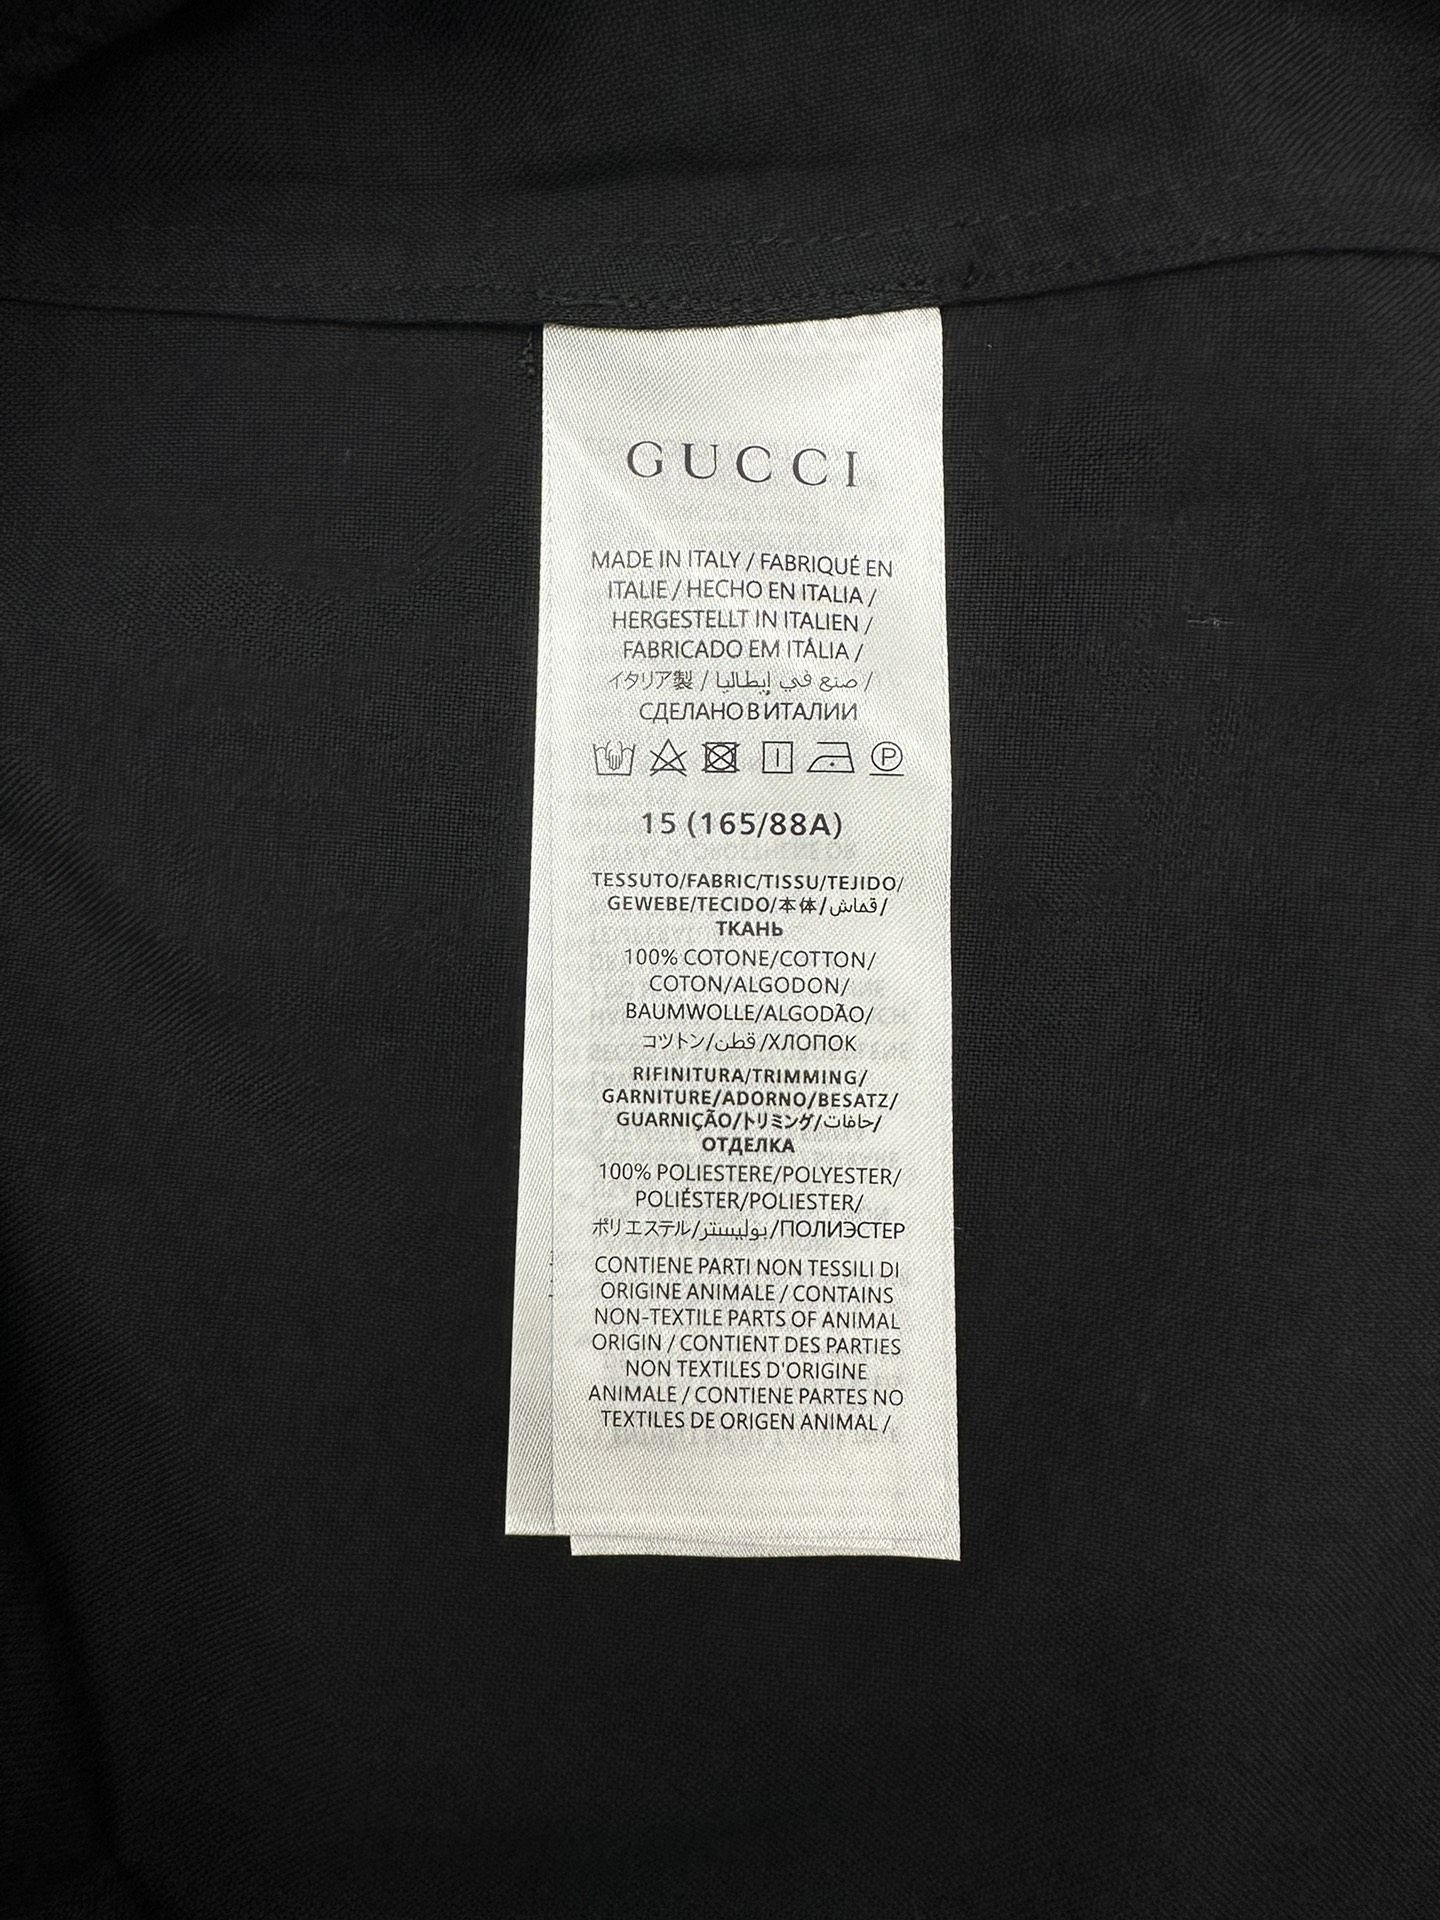 GUCCI
MADE IN ITALY / FABRIQUÉ EN
ITALIE / HECHO EN ITALIA /
HERGESTELLT IN ITALIEN /
FABRICADO EM ITÁLIA /
イタリア製 / صنع في إيطاليا /
СДЕЛАНО В ИТАЛИИ
P
15 (165/88A)
TESSUTO/FABRIC/TISSU/TEJIDO/
GEWEBE/TECIDO/本体/قماش/
ТКАНЬ
100% COTONE/COTTON/
COTON/ALGODON/
BAUMWOLLE/ALGODÃO/
コットン/قطن/ХЛОПОК
RIFINITURA/TRIMMING/
GARNITURE/ADORNO/BESATZ/
GUARNIÇÃO/トリミング/حافات/
ОТДЕЛКА
100% POLIESTERE/POLYESTER/
POLIÉSTER/POLIESTER/
ポリエステル/بوليستر/ПОЛИЭСТЕР
CONTIENE PARTI NON TESSILI DI
ORIGINE ANIMALE / CONTAINS
NON-TEXTILE PARTS OF ANIMAL
ORIGIN / CONTIENT DES PARTIES
NON TEXTILES D'ORIGINE
ANIMALE / CONTIENE PARTES NO
TEXTILES DE ORIGEN ANIMAL /